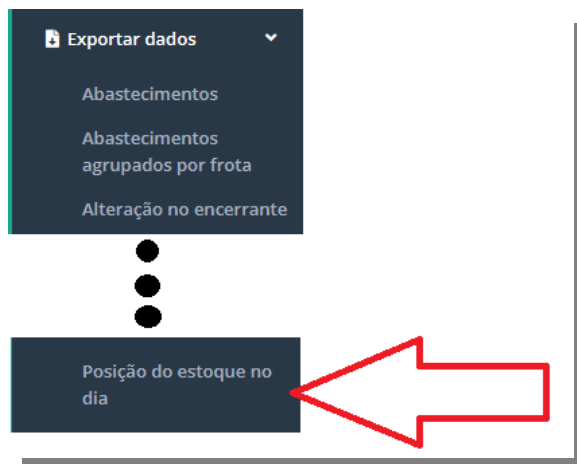 Exportar dados
Abastecimentos
Abastecimentos
agrupados por frota
Alteração no encerrante
Posição do estoque no
dia